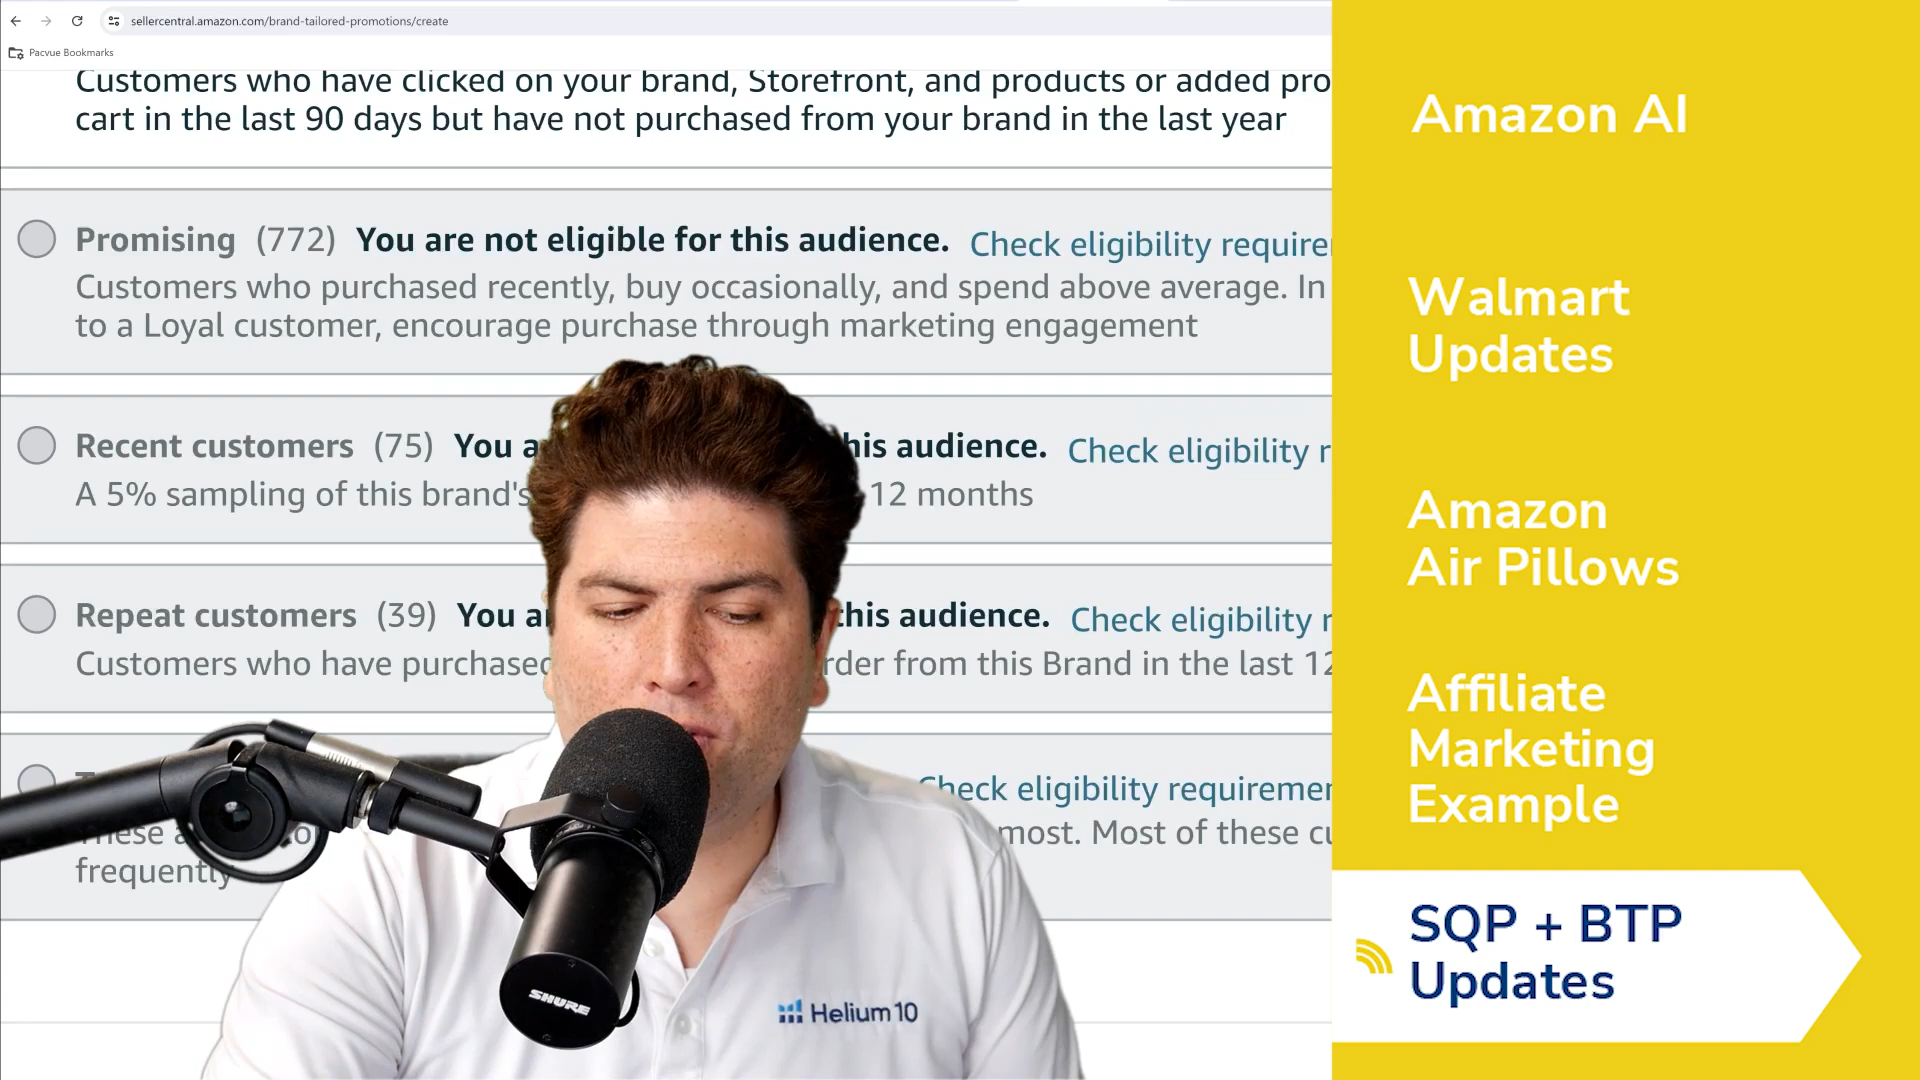 sellercentral.amazon.com/brand-tailored-promotions/create
Pacvue Bookmarks
Customers who have clicked on your brand, Storefront, and products or added pro
cart in the last 90 days but have not purchased from your brand in the last year
Promising (772) You are not eligible for this audience. Check eligibility require
Customers who purchased recently, buy occasionally, and spend above average. In
to a Loyal customer, encourage purchase through marketing engagement
Recent customers (75) You a his audience. Check eligibility r
A 5% sampling of this brand's 12 months
Repeat customers (39) You ar this audience. Check eligibility r
Customers who have purchased rder from this Brand in the last 12
Check eligibility requiremen
These a most. Most of these cu
frequently
SHURE
Helium 10
Amazon AI
Walmart
Updates
Amazon
Air Pillows
Affiliate
Marketing
Example
SQP + BTP
Updates